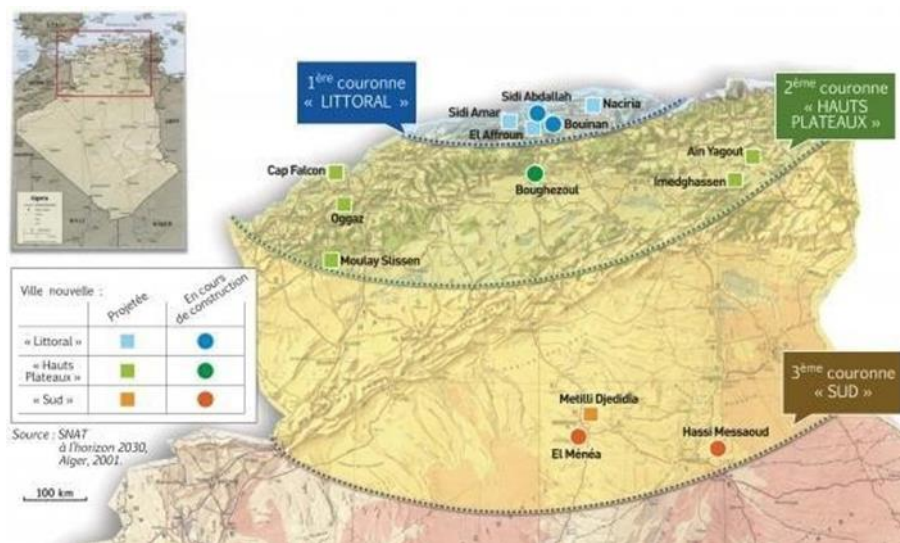 1ère couronne
« LITTORAL »
2ème couronne
« HAUTS
PLATEAUX »
Sidi Abdallah
Naciria
Sidi Amar
Bouinan
El Affroun
Aïn Yagout
Cap Falcon
Imedghassen
Boughezoul
Oggaz
Moulay Slissen
Ville nouvelle :
Projetée
En cours
de construction
« Littoral »
« Hauts
Plateaux »
« Sud »
3ème couronne
« SUD »
Metilli Djedidia
Hassi Messaoud
El Ménéa
Source : SNAT
à l'horizon 2030,
Alger, 2001.
100 km